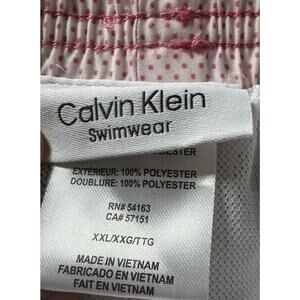 Calvin Klein
Swimwear
EXTÉRIEUR: 100% POLYESTER
DOUBLURE: 100% POLYESTER
RN# 54163
CA# 57151
XXL/XXG/TTG
MADE IN VIETNAM
FABRICADO EN VIETNAM
FAIT EN VIETNAM